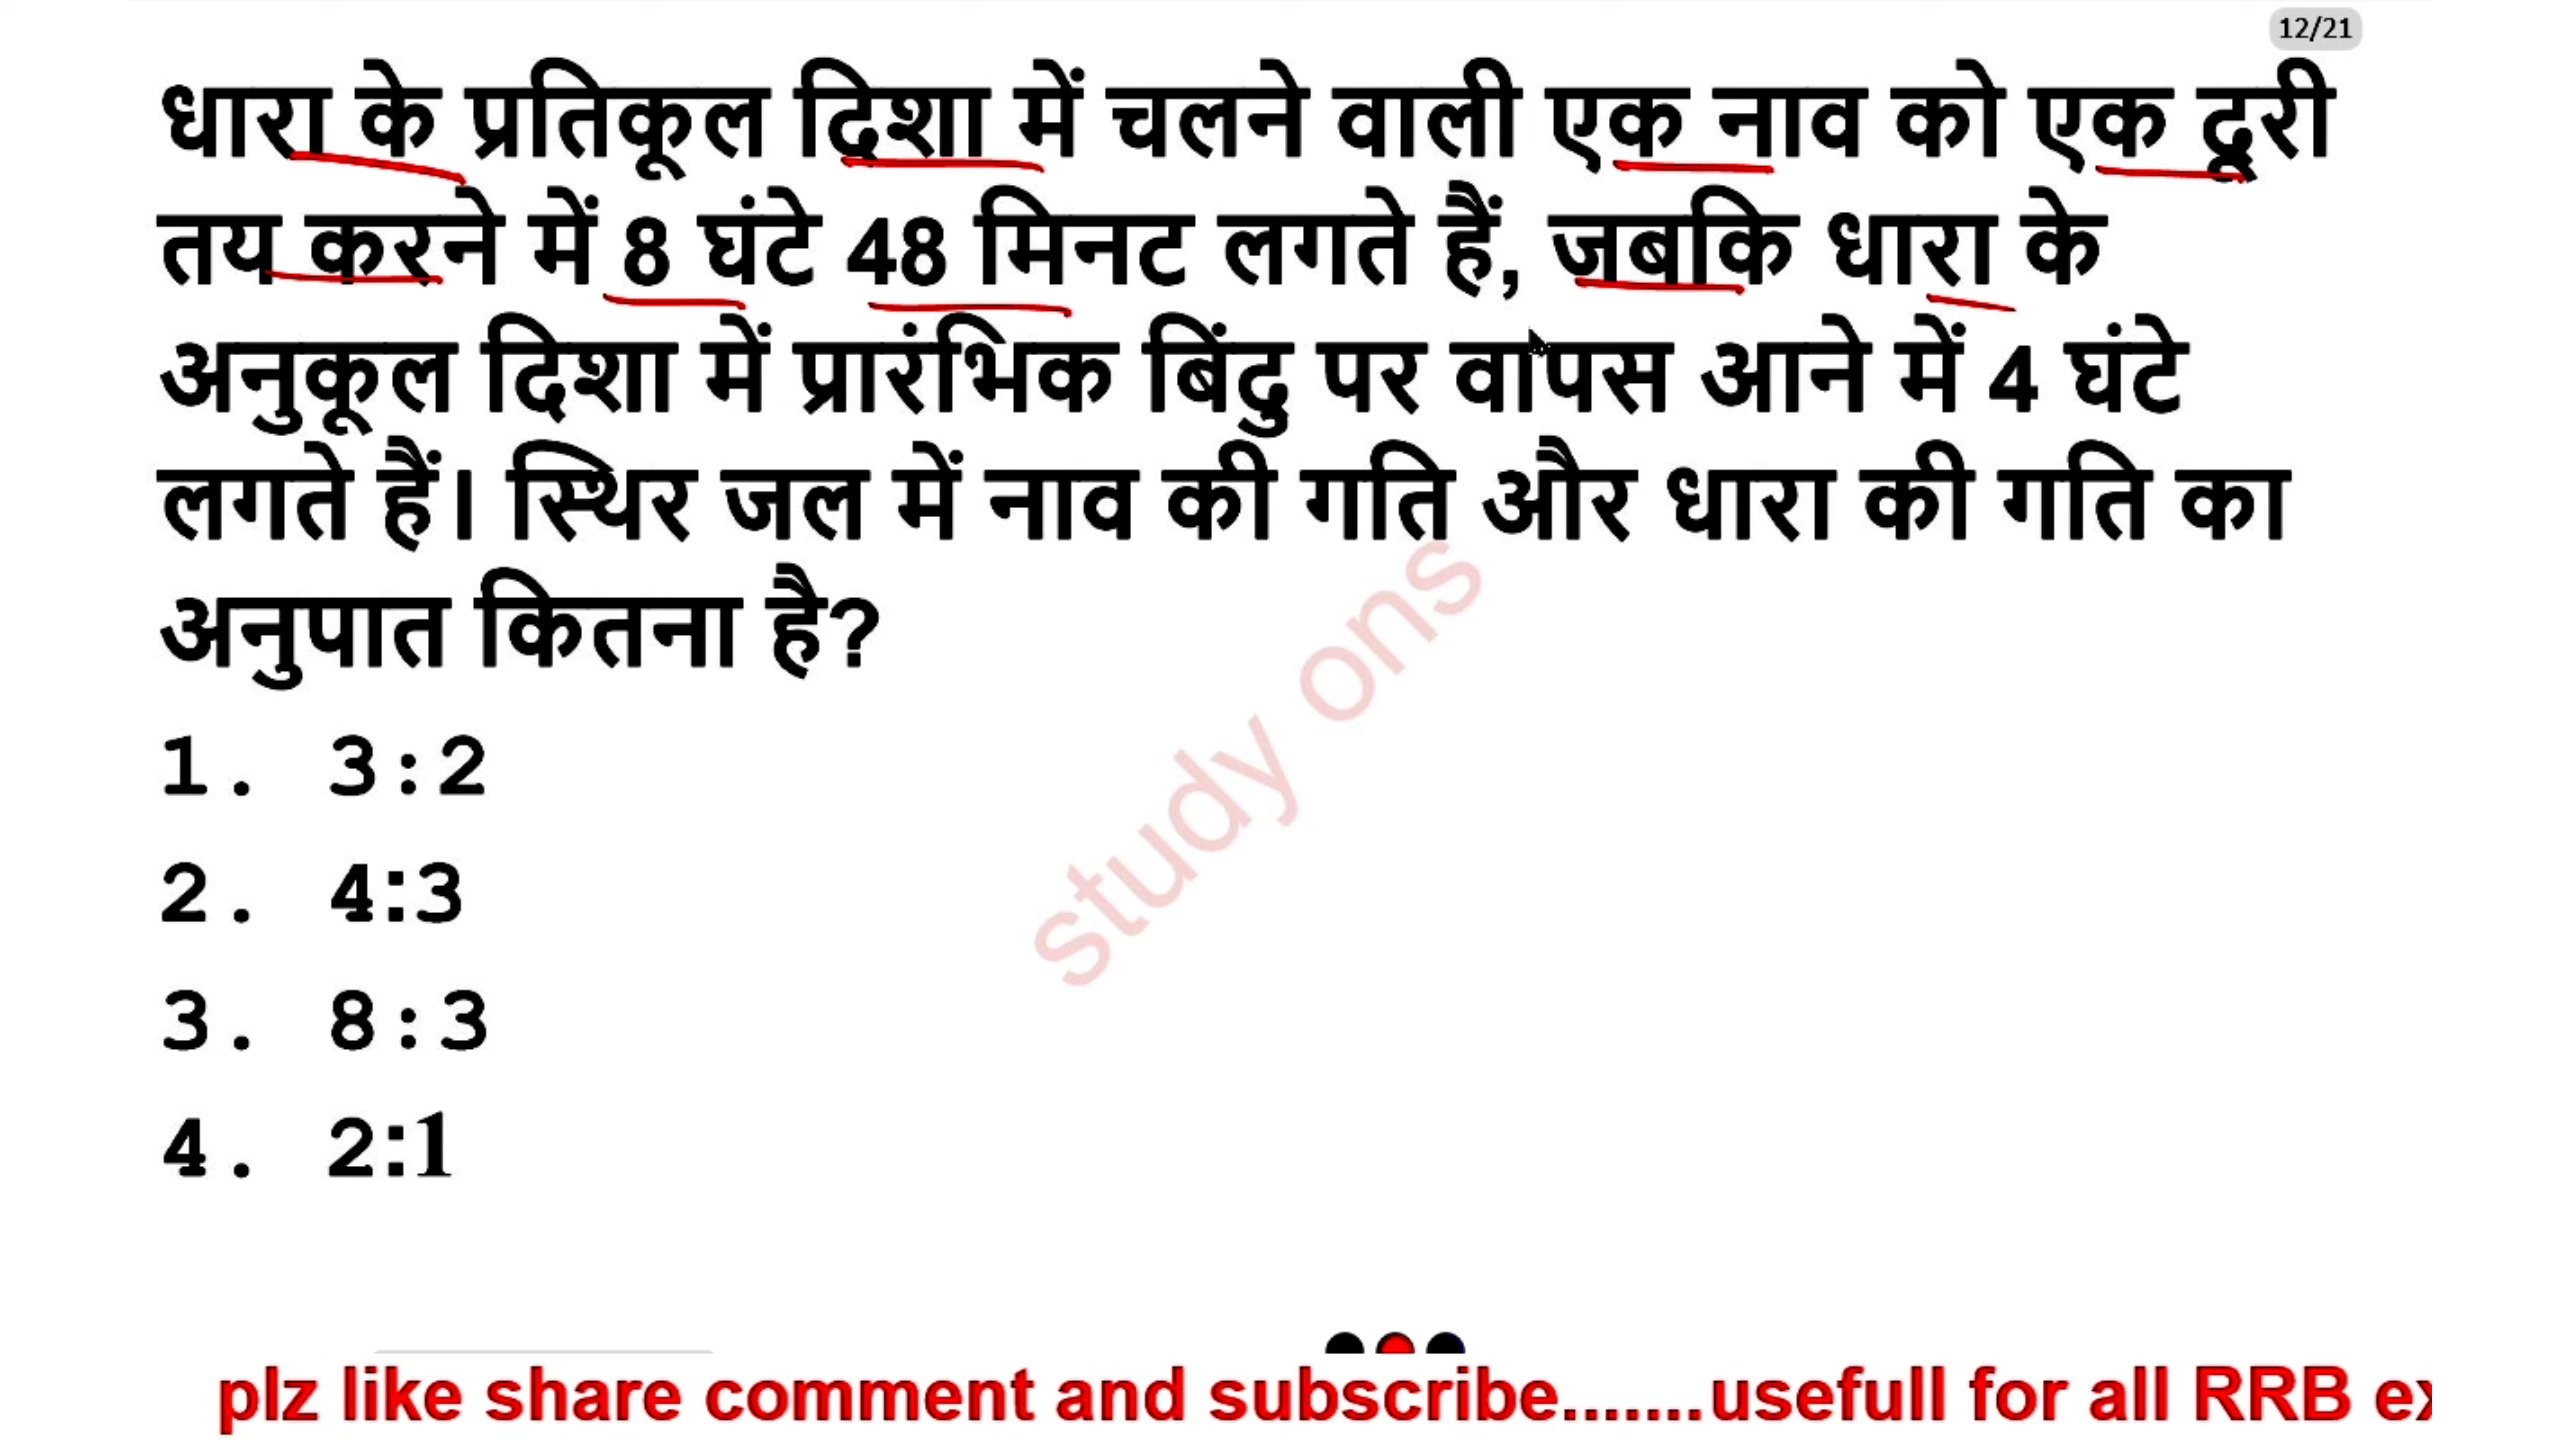 12/21
धारा के प्रतिकूल दिशा में चलने वाली एक नाव को एक दूरी
तय करने में 8 घंटे 48 मिनट लगते हैं, जबकि धारा के
अनुकूल दिशा में प्रारंभिक बिंदु पर वापस आने में 4 घंटे
लगते हैं। स्थिर जल में नाव की गति और धारा की गति का
अनुपात कितना है?
study ons
1. 3:2
2. 4:3
3. 8:3
4. 2:1
plz like share comment and subscribe.......usefull for all RRB ex